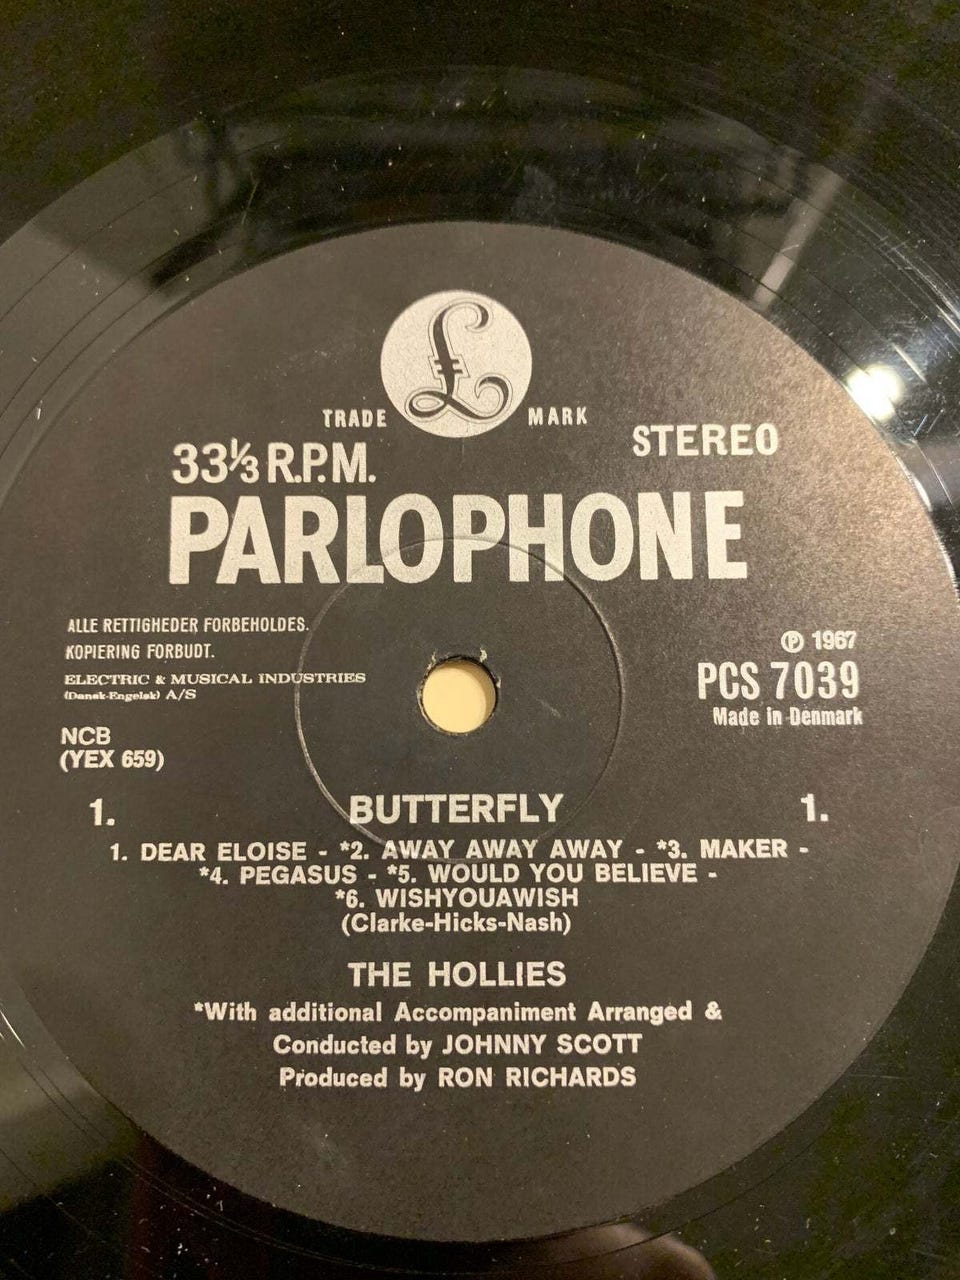 £
TRADE MARK
33⅓ R.P.M.
STEREO
PARLOPHONE
ALLE RETTIGHEDER FORBEHOLDES.
KOPIERING FORBUDT.
ELECTRIC & MUSICAL INDUSTRIES
(Dansk-Engelsk) A/S
NCB
(YEX 659)
℗ 1967
PCS 7039
Made in Denmark
1. BUTTERFLY 1.
1. DEAR ELOISE - *2. AWAY AWAY AWAY - *3. MAKER -
*4. PEGASUS - *5. WOULD YOU BELIEVE -
*6. WISHYOUAWISH
(Clarke-Hicks-Nash)
THE HOLLIES
*With additional Accompaniment Arranged &
Conducted by JOHNNY SCOTT
Produced by RON RICHARDS